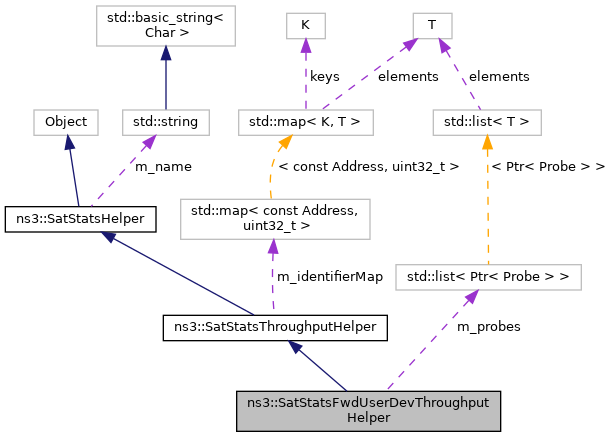 std::basic_string<
Char >
K
T
keys
elements
elements
Object
std::string
std::map< K, T >
std::list< T >
m_name
< const Address, uint32_t >
< Ptr< Probe > >
ns3::SatStatsHelper
std::map< const Address,
uint32_t >
m_identifierMap
std::list< Ptr< Probe > >
ns3::SatStatsThroughputHelper
m_probes
ns3::SatStatsFwdUserDevThroughput
Helper